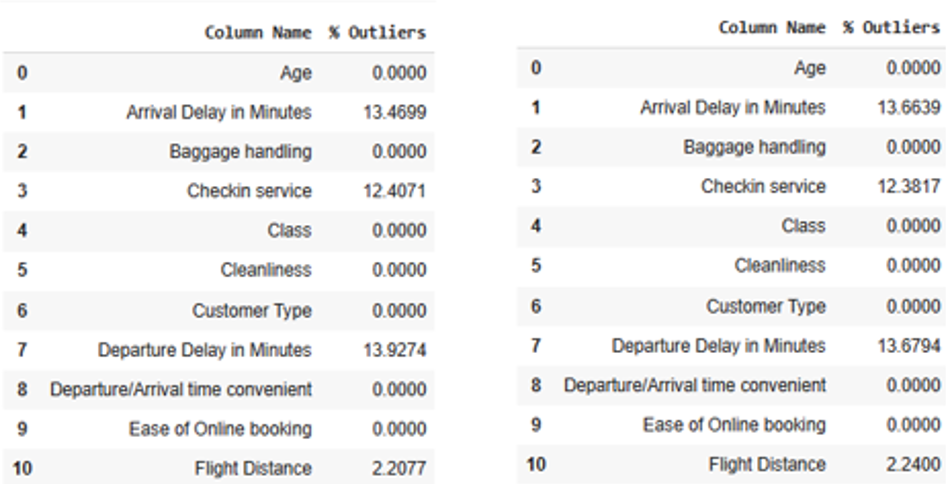 Column Name % Outliers
0 Age 0.0000
1 Arrival Delay in Minutes 13.4699
2 Baggage handling 0.0000
3 Checkin service 12.4071
4 Class 0.0000
5 Cleanliness 0.0000
6 Customer Type 0.0000
7 Departure Delay in Minutes 13.9274
8 Departure/Arrival time convenient 0.0000
9 Ease of Online booking 0.0000
10 Flight Distance 2.2077
Column Name % Outliers
0 Age 0.0000
1 Arrival Delay in Minutes 13.6639
2 Baggage handling 0.0000
3 Checkin service 12.3817
4 Class 0.0000
5 Cleanliness 0.0000
6 Customer Type 0.0000
7 Departure Delay in Minutes 13.6794
8 Departure/Arrival time convenient 0.0000
9 Ease of Online booking 0.0000
10 Flight Distance 2.2400